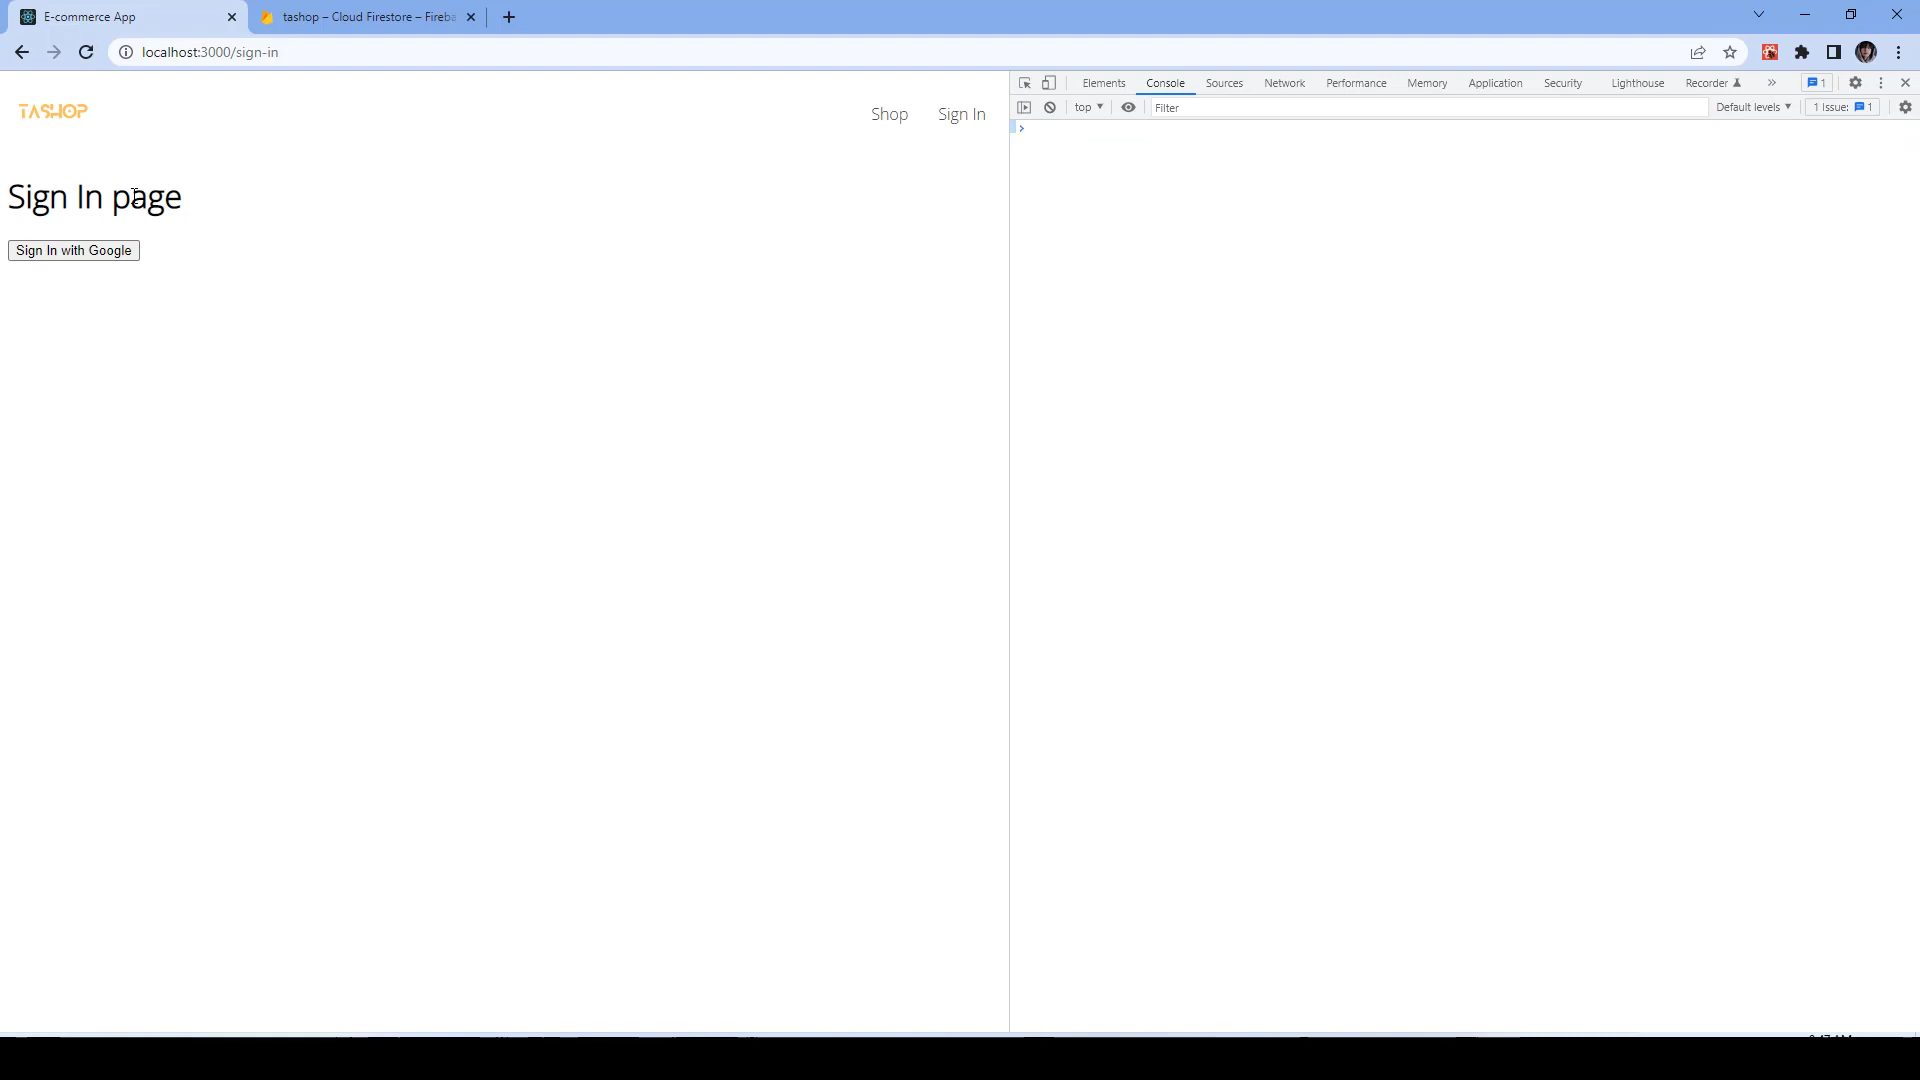 E-commerce App
tashop – Cloud Firestore – Fireba
localhost:3000/sign-in
TASHOP
Shop
Sign In
Sign In page
Sign In with Google
Elements
Console
Sources
Network
Performance
Memory
Application
Security
Lighthouse
Recorder
1
top
Filter
Default levels
1 Issue:
1